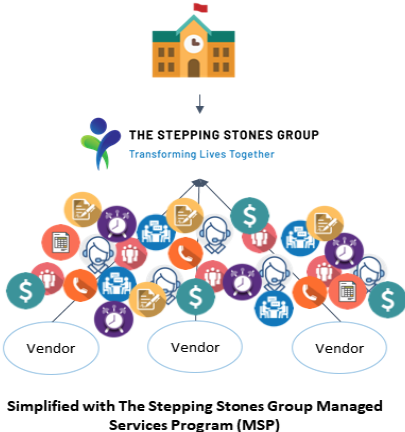 THE STEPPING STONES GROUP
Transforming Lives Together
$
$
$
$
Vendor
Vendor
Vendor
Simplified with The Stepping Stones Group Managed
Services Program (MSP)